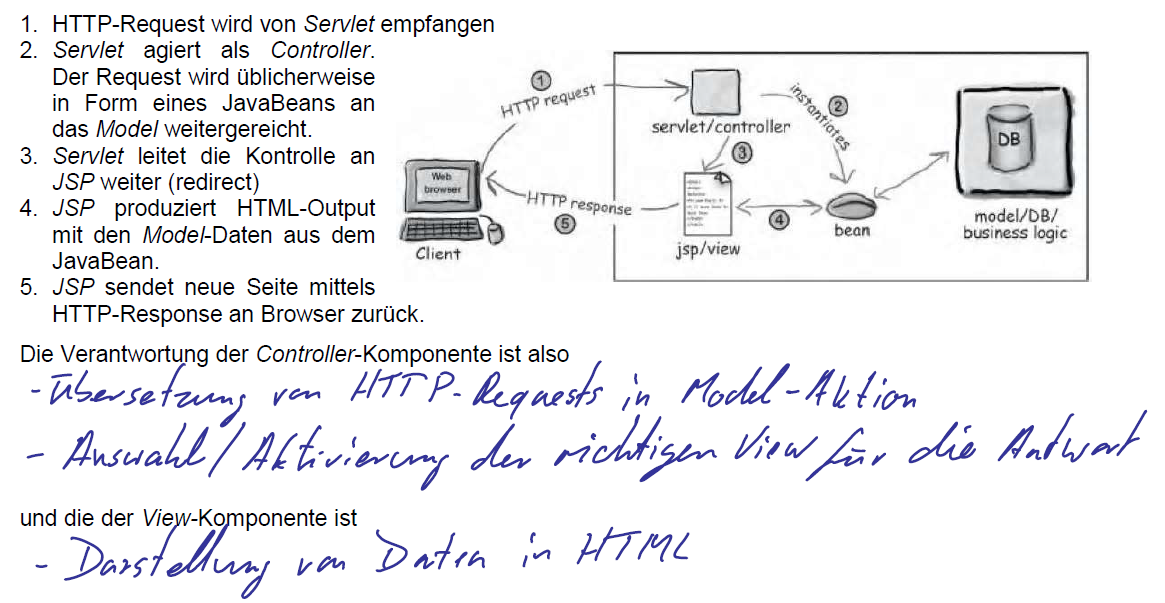 1. HTTP-Request wird von Servlet empfangen
2. Servlet agiert als Controller.
Der Request wird üblicherweise
in Form eines JavaBeans an
das Model weitergereicht.
3. Servlet leitet die Kontrolle an
JSP weiter (redirect)
4. JSP produziert HTML-Output
mit den Model-Daten aus dem
JavaBean.
5. JSP sendet neue Seite mittels
HTTP-Response an Browser zurück.
1
HTTP request
servlet/controller
2
instantiates
3
Web
browser
Client
HTTP response
5
jsp/view
4
bean
DB
model/DB/
business logic
Die Verantwortung der Controller-Komponente ist also
- Übersetzung von HTTP-Requests in Model-Aktion
- Auswahl/Aktivierung der richtigen View für die Antwort
und die der View-Komponente ist
- Darstellung von Daten in HTML